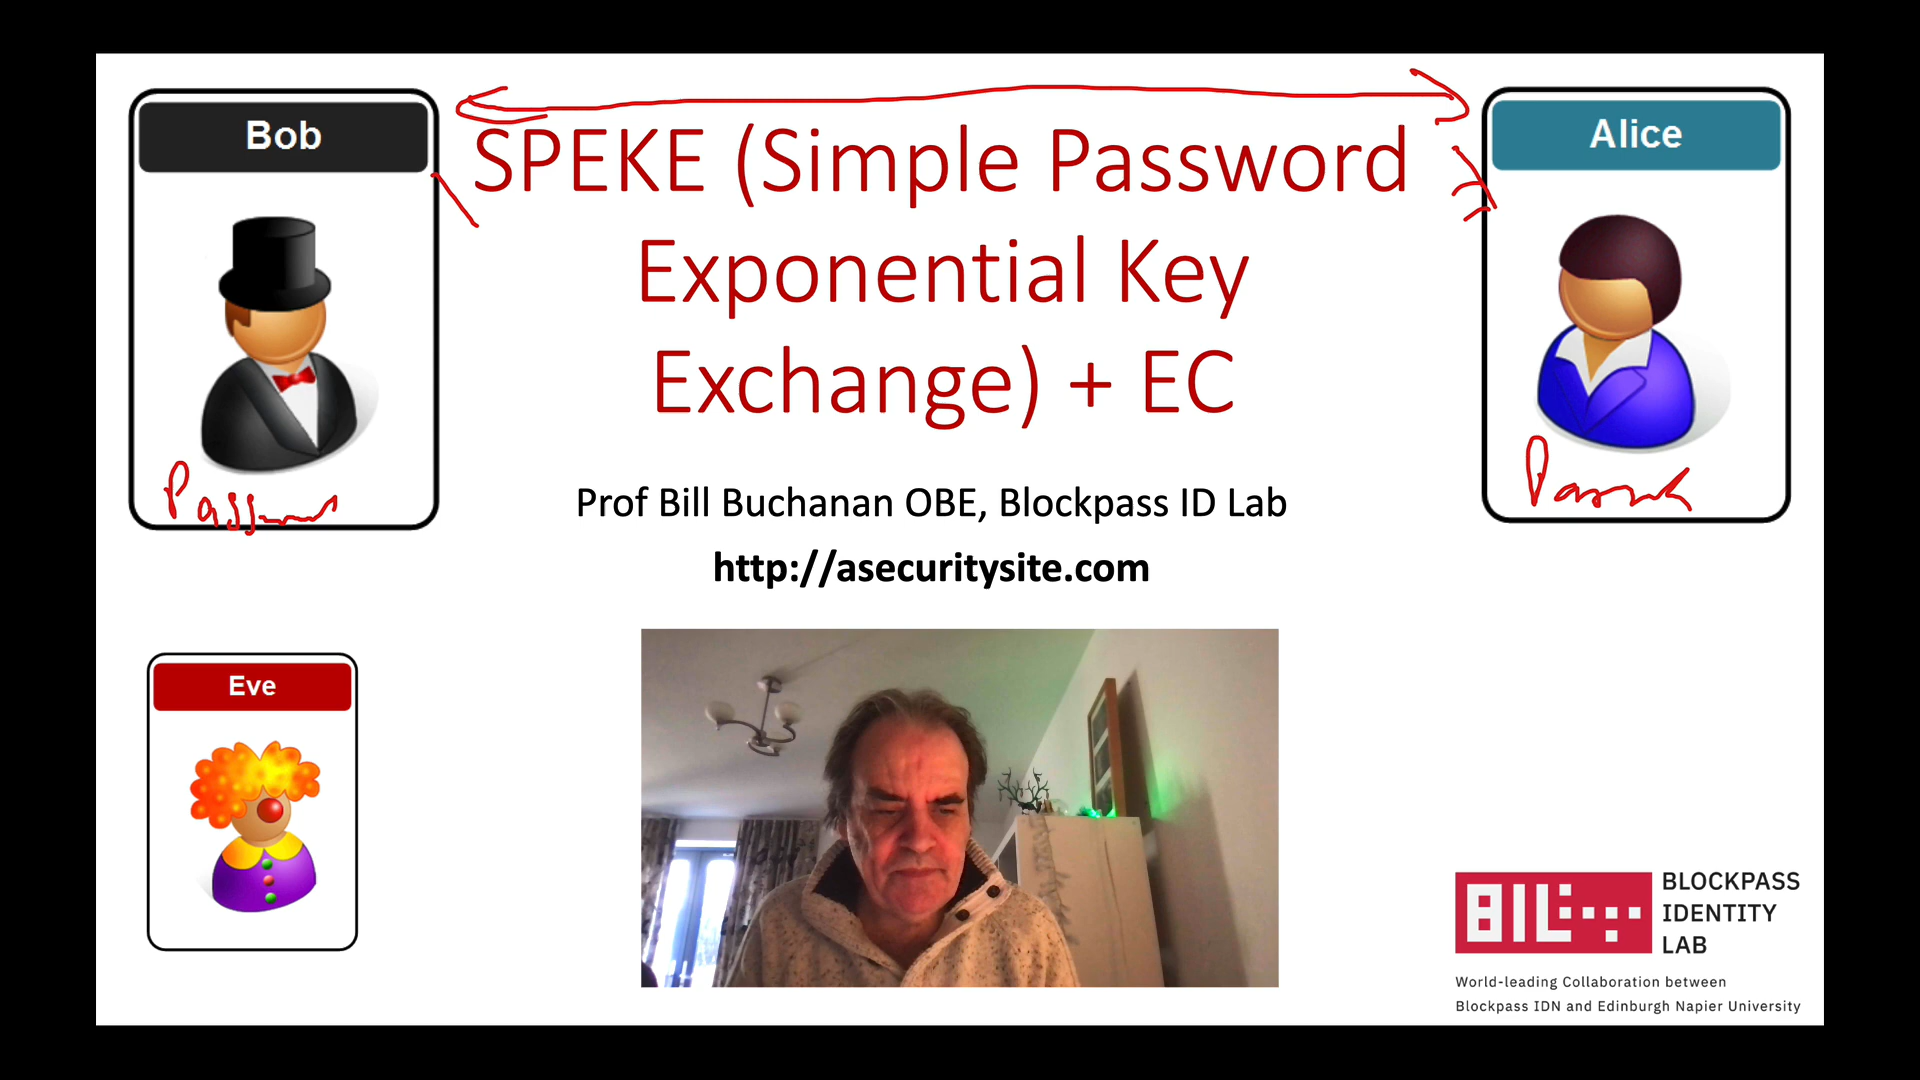 Bob
SPEKE (Simple Password
Exponential Key
Exchange) + EC
Alice
Prof Bill Buchanan OBE, Blockpass ID Lab
http://asecuritysite.com
Eve
BIL
BLOCKPASS
IDENTITY
LAB
World-leading Collaboration between
Blockpass IDN and Edinburgh Napier University